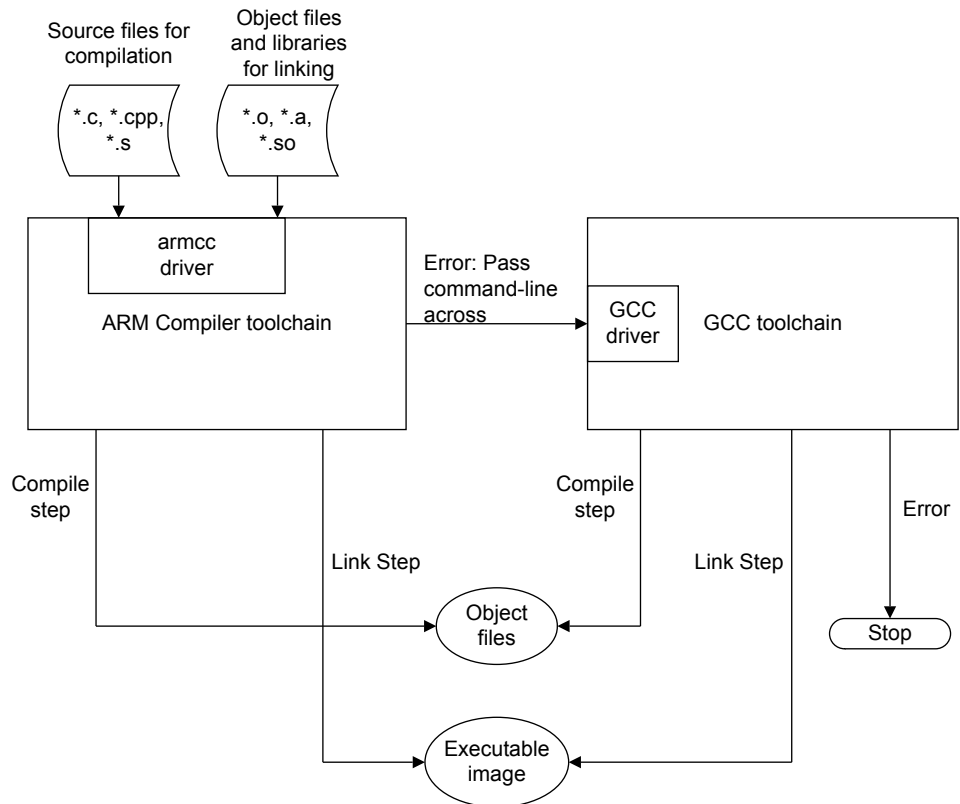 Source files for
compilation
Object files
and libraries
for linking
*.c, *.cpp,
*.s
*.o, *.a,
*.so
armcc
driver
ARM Compiler toolchain
Error: Pass
command-line
across
GCC
driver
GCC toolchain
Compile
step
Link Step
Compile
step
Link Step
Error
Object
files
Stop
Executable
image